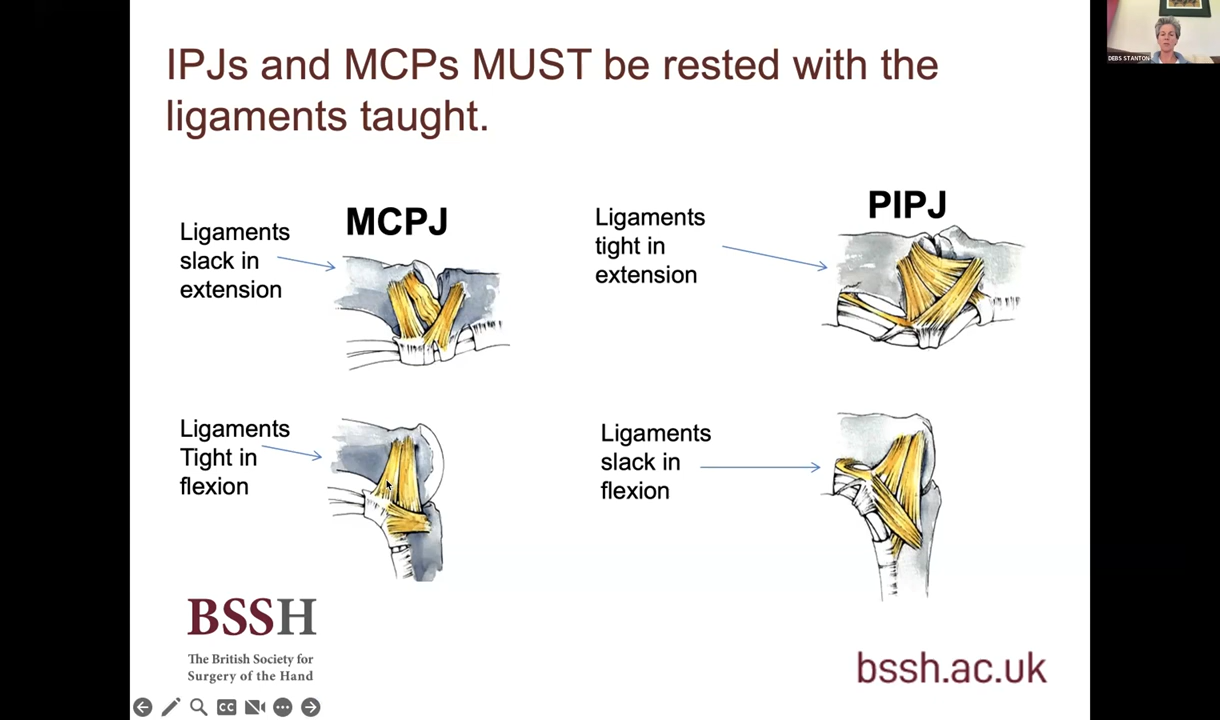 IPJs and MCPs MUST be rested with the
ligaments taught.
MCPJ
Ligaments
slack in
extension
PIPJ
Ligaments
tight in
extension
Ligaments
Tight in
flexion
Ligaments
slack in
flexion
BSSH
The British Society for
Surgery of the Hand
bssh.ac.uk
DEBS STANTON
CC